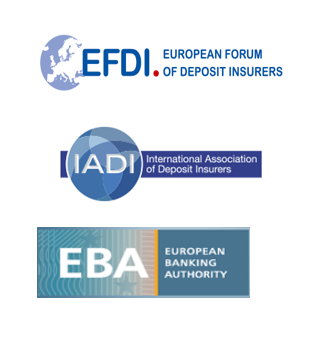 EFDI. EUROPEAN FORUM
OF DEPOSIT INSURERS
IADI International Association
of Deposit Insurers
EBA EUROPEAN
BANKING
AUTHORITY